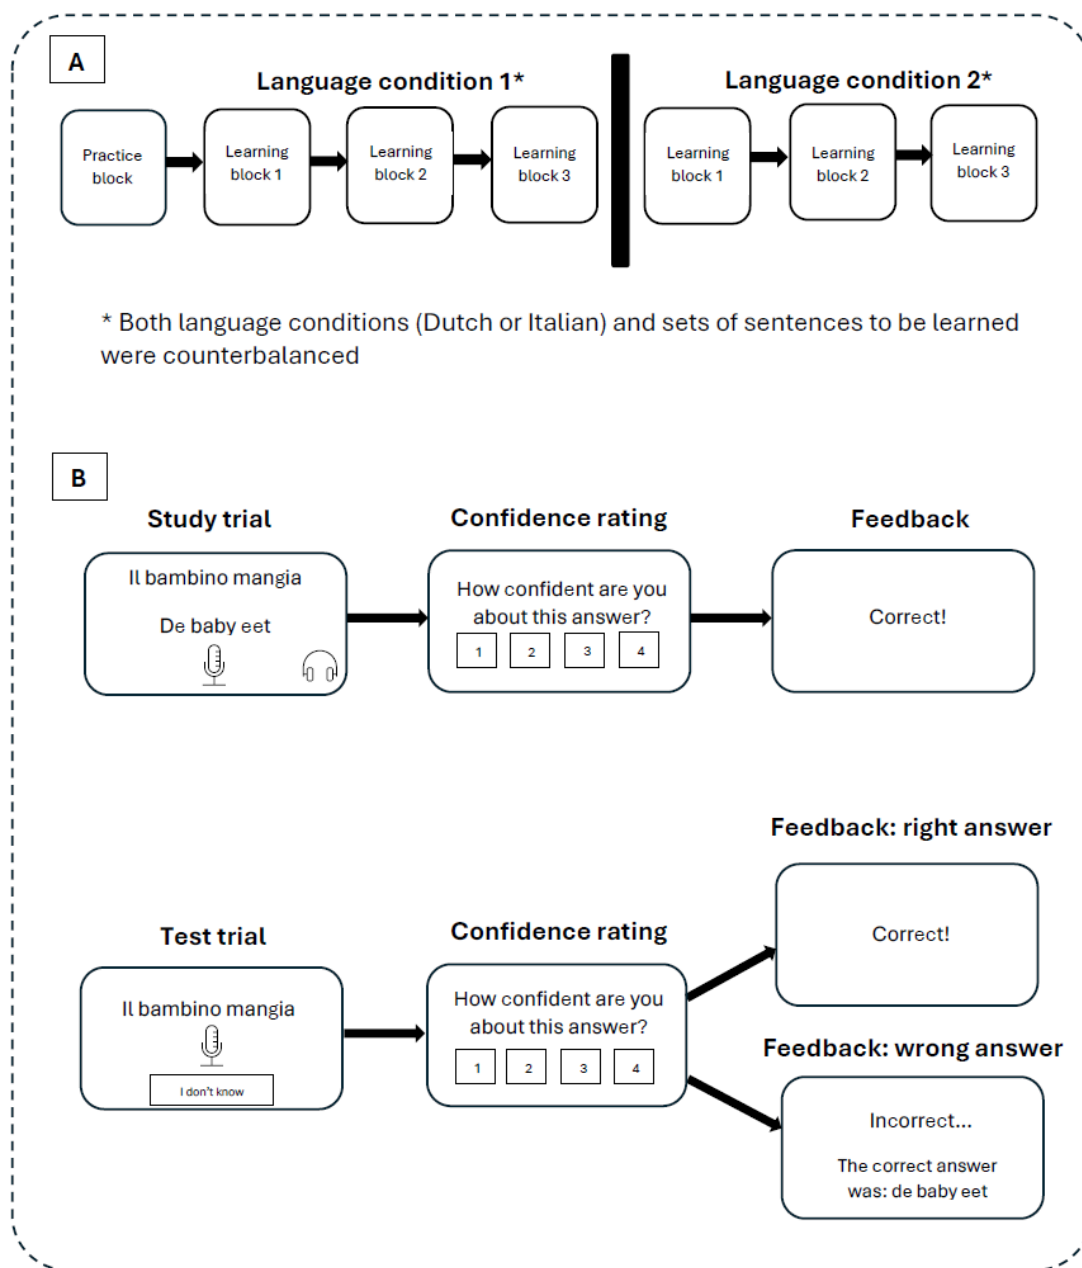 A
Language condition 1*
Language condition 2*
Practice
block
Learning
block 1
Learning
block 2
Learning
block 3
Learning
block 1
Learning
block 2
Learning
block 3
* Both language conditions (Dutch or Italian) and sets of sentences to be learned
were counterbalanced
B
Study trial
Confidence rating
Feedback
Il bambino mangia
De baby eet
How confident are you
about this answer?
1 2 3 4
Correct!
Feedback: right answer
Correct!
Test trial
Confidence rating
Il bambino mangia
I don't know
How confident are you
about this answer?
1 2 3 4
Feedback: wrong answer
Incorrect...
The correct answer
was: de baby eet